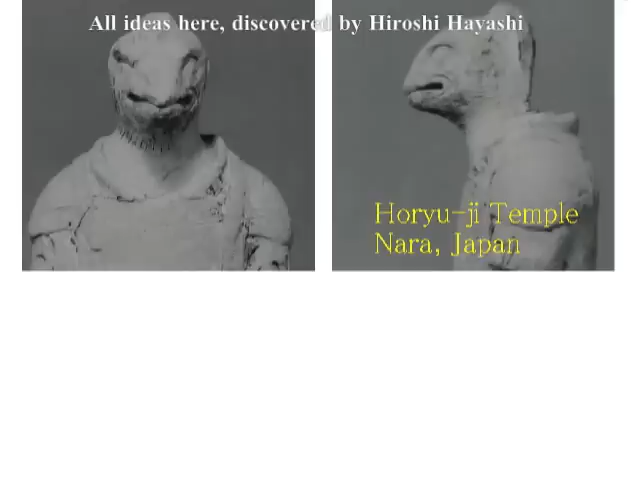 All ideas here, discovered by Hiroshi Hayashi
Horyu-ji Temple
Nara, Japan